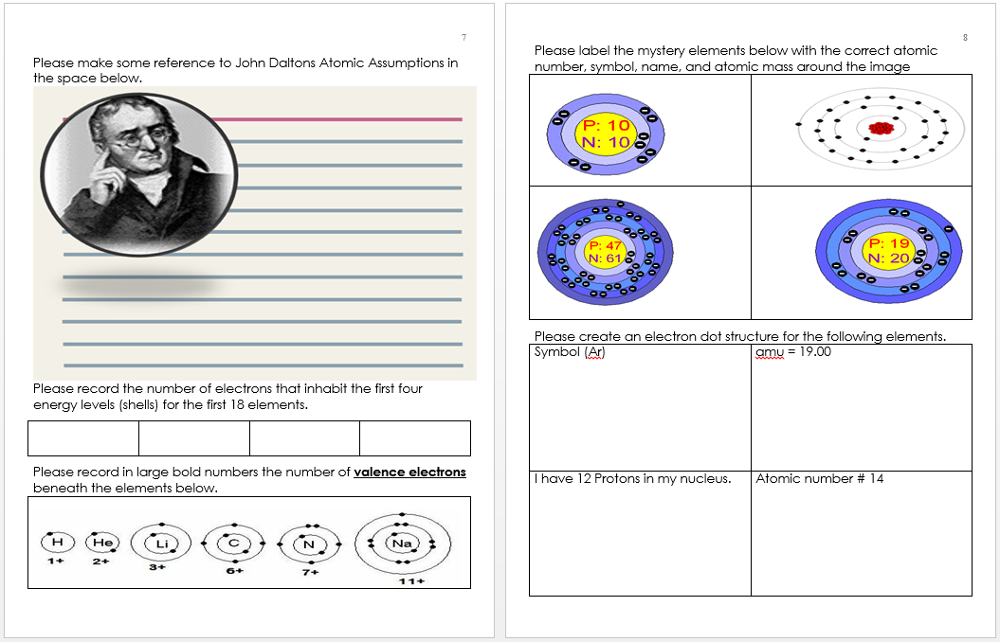 7
Please make some reference to John Daltons Atomic Assumptions in
the space below.
Please record the number of electrons that inhabit the first four
energy levels (shells) for the first 18 elements.
Please record in large bold numbers the number of valence electrons
beneath the elements below.
H
He
Li
C
N
Na
1+
2+
3+
6+
7+
11+
8
Please label the mystery elements below with the correct atomic
number, symbol, name, and atomic mass around the image
P: 10
N: 10
P: 47
N: 61
P: 19
N: 20
Please create an electron dot structure for the following elements.
Symbol (Ar)
amu = 19.00
I have 12 Protons in my nucleus.
Atomic number # 14